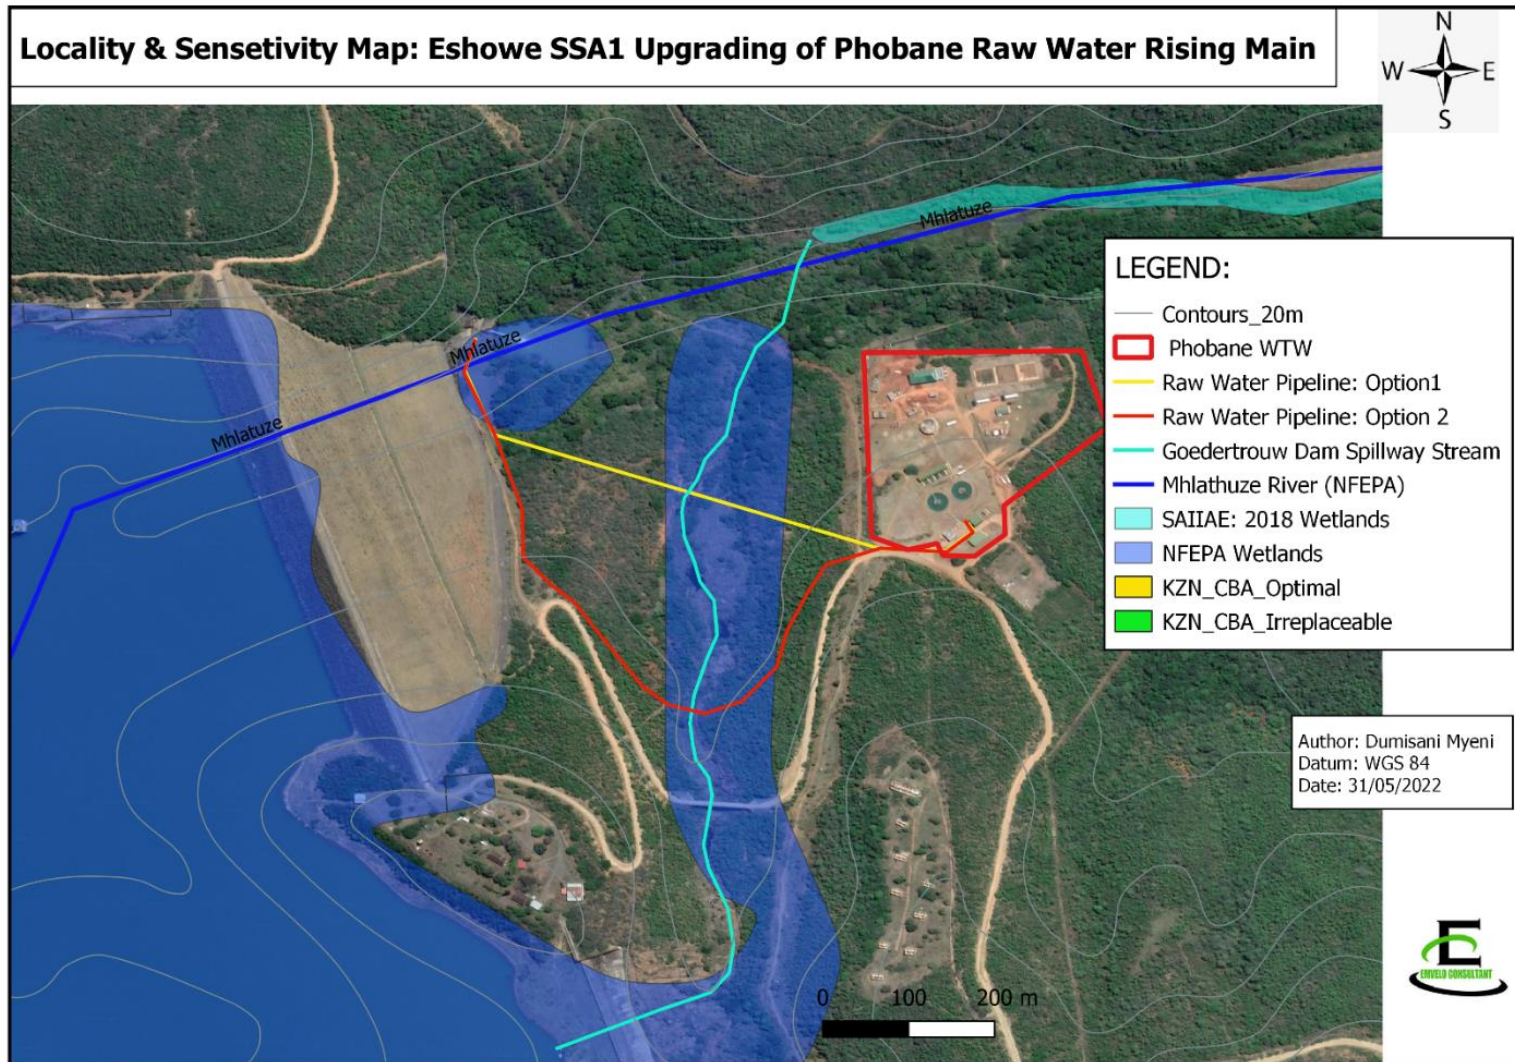 Locality & Sensetivity Map: Eshowe SSA1 Upgrading of Phobane Raw Water Rising Main
N
W E
S
Mhlatuze
Mhlatuze
Mhlatuze
LEGEND:
Contours_20m
Phobane WTW
Raw Water Pipeline: Option1
Raw Water Pipeline: Option 2
Goedertrouw Dam Spillway Stream
Mhlathuze River (NFEPA)
SAIIAE: 2018 Wetlands
NFEPA Wetlands
KZN_CBA_Optimal
KZN_CBA_Irreplaceable
Author: Dumisani Myeni
Datum: WGS 84
Date: 31/05/2022
E
EMVELO CONSULTANT
0 100 200 m